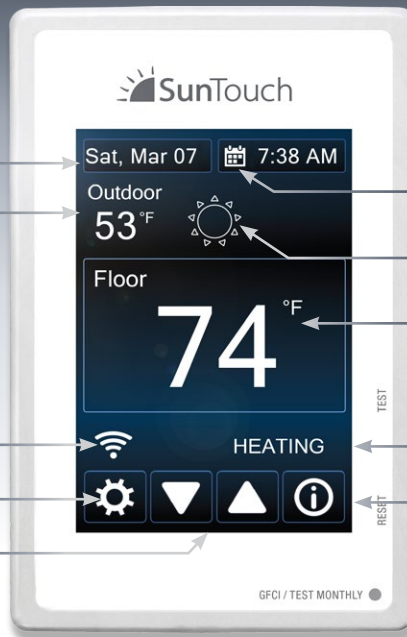 SunTouch
Sat, Mar 07 7:38 AM
Outdoor
53°F
Floor
74°F
HEATING
TEST
RESET
GFCI / TEST MONTHLY